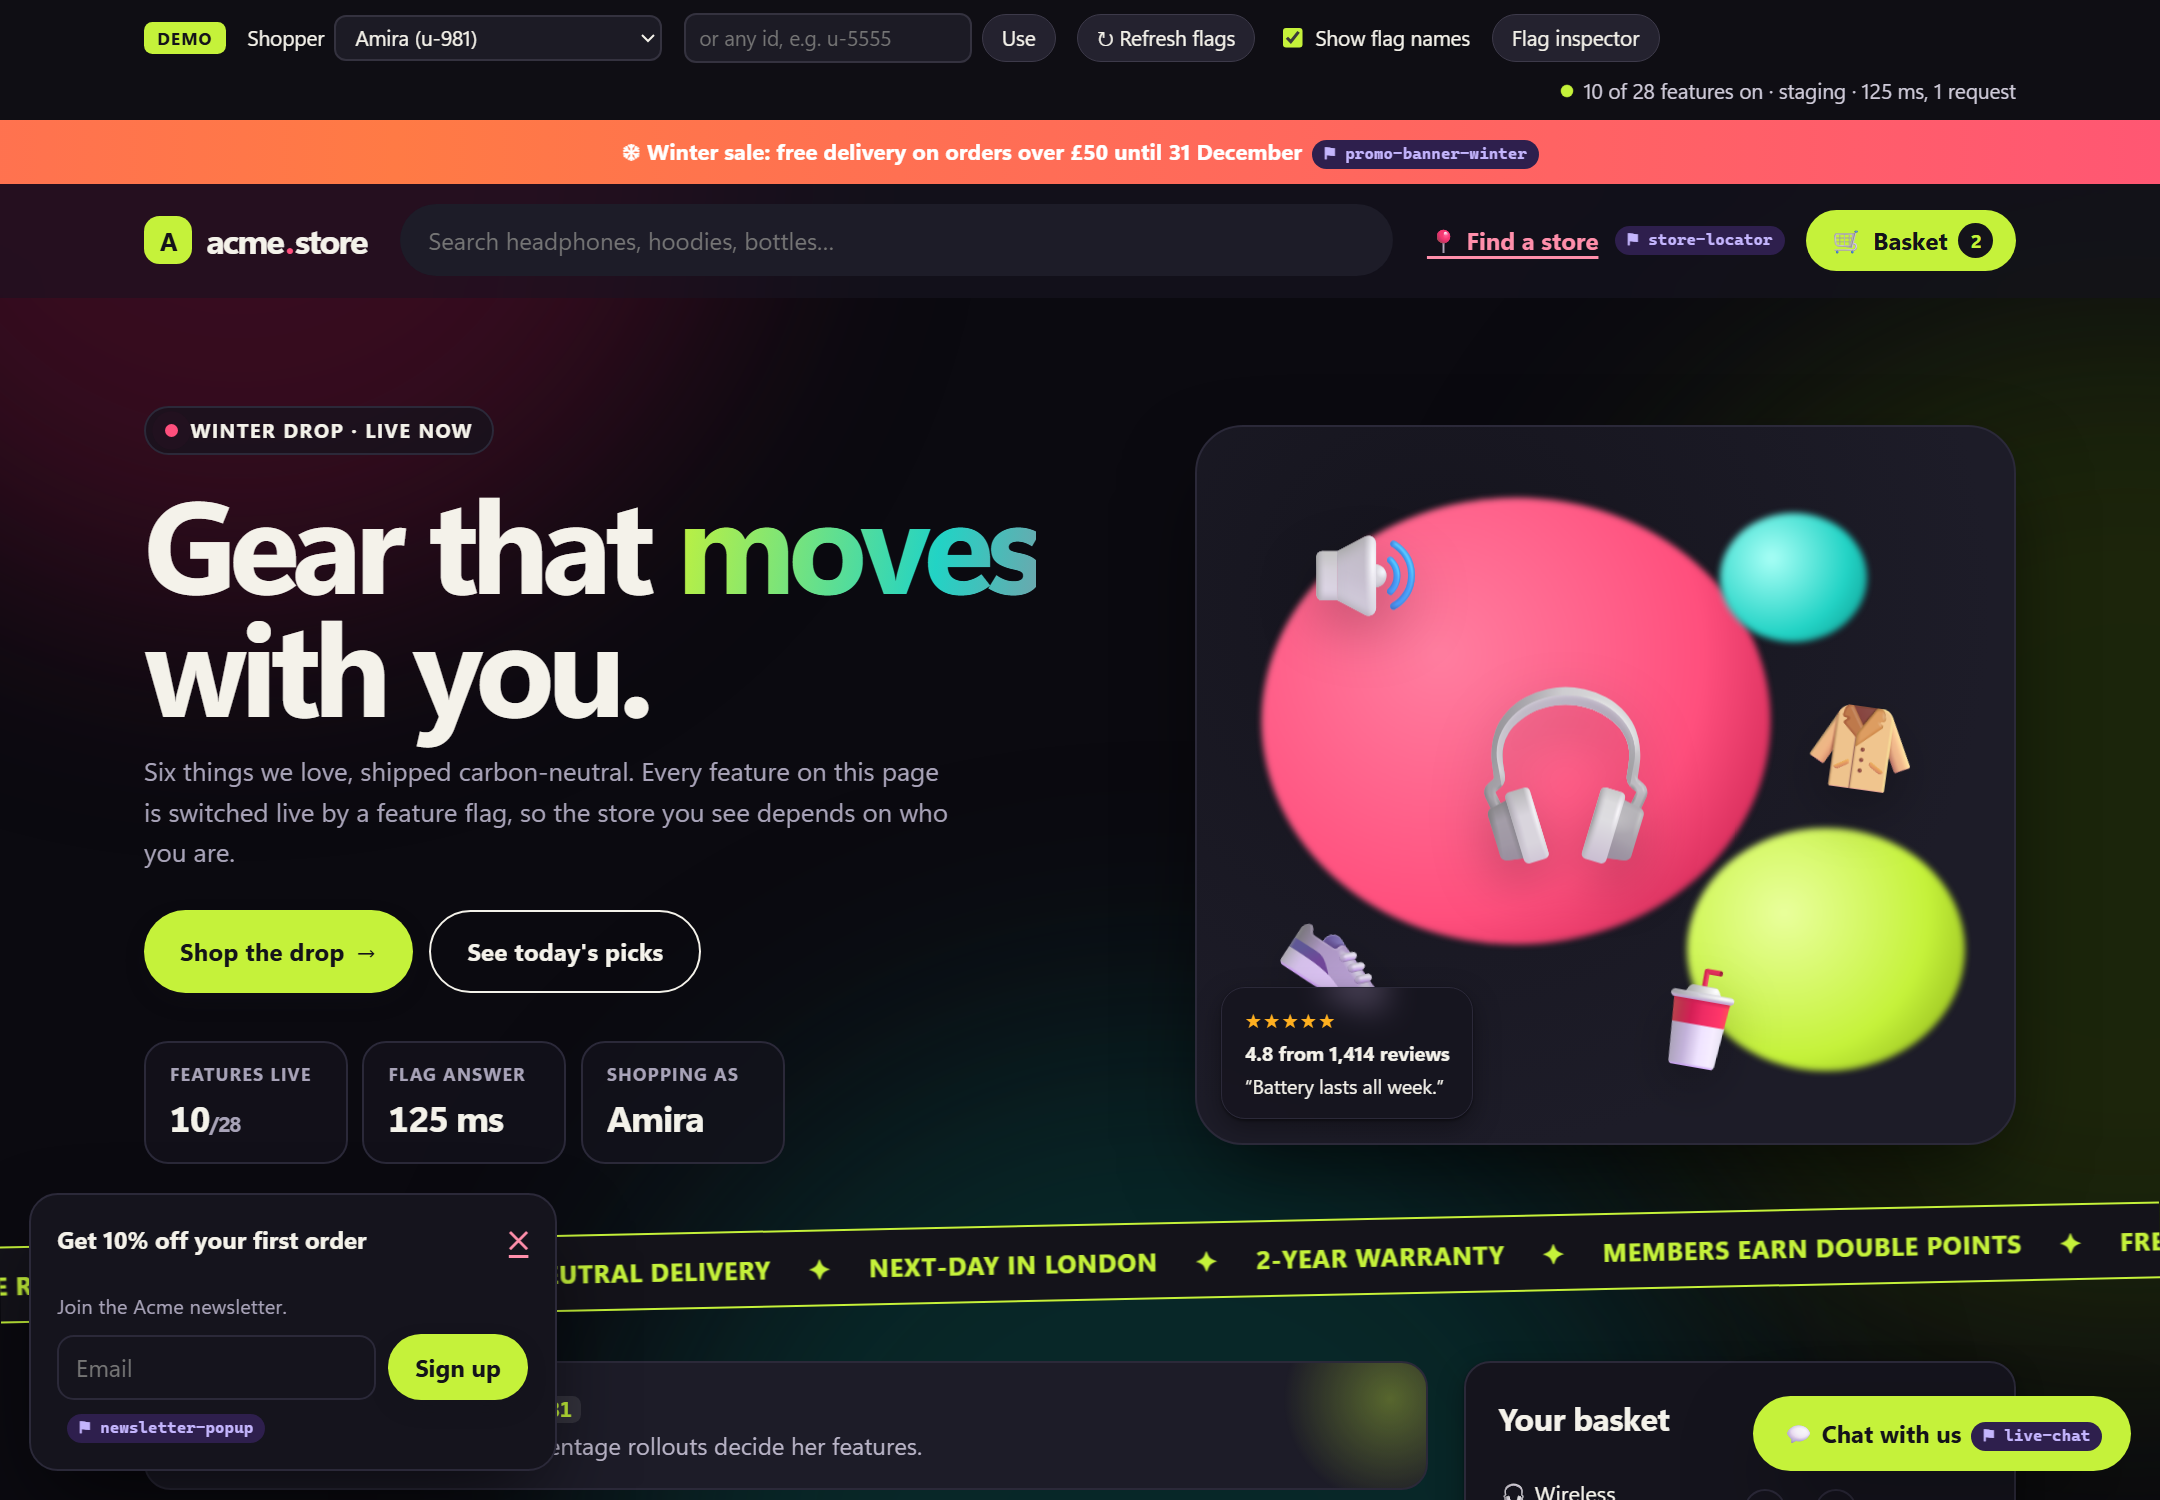 DEMO Shopper Amira (u-981) or any id, e.g. u-5555 Use ↻ Refresh flags Show flag names Flag inspector
10 of 28 features on · staging · 125 ms, 1 request
❄ Winter sale: free delivery on orders over £50 until 31 December promo-banner-winter
A acme.store Search headphones, hoodies, bottles... Find a store store-locator Basket 2
WINTER DROP · LIVE NOW
Gear that moves
with you.
Six things we love, shipped carbon-neutral. Every feature on this page
is switched live by a feature flag, so the store you see depends on who
you are.
Shop the drop → See today's picks
★★★★★
4.8 from 1,414 reviews
“Battery lasts all week.”
FEATURES LIVE
10/28
FLAG ANSWER
125 ms
SHOPPING AS
Amira
UTRAL DELIVERY ✦ NEXT-DAY IN LONDON ✦ 2-YEAR WARRANTY ✦ MEMBERS EARN DOUBLE POINTS ✦ FRE
Get 10% off your first order
Join the Acme newsletter.
Email Sign up
newsletter-popup
entage rollouts decide her features.
Your basket
Chat with us live-chat
Wireless